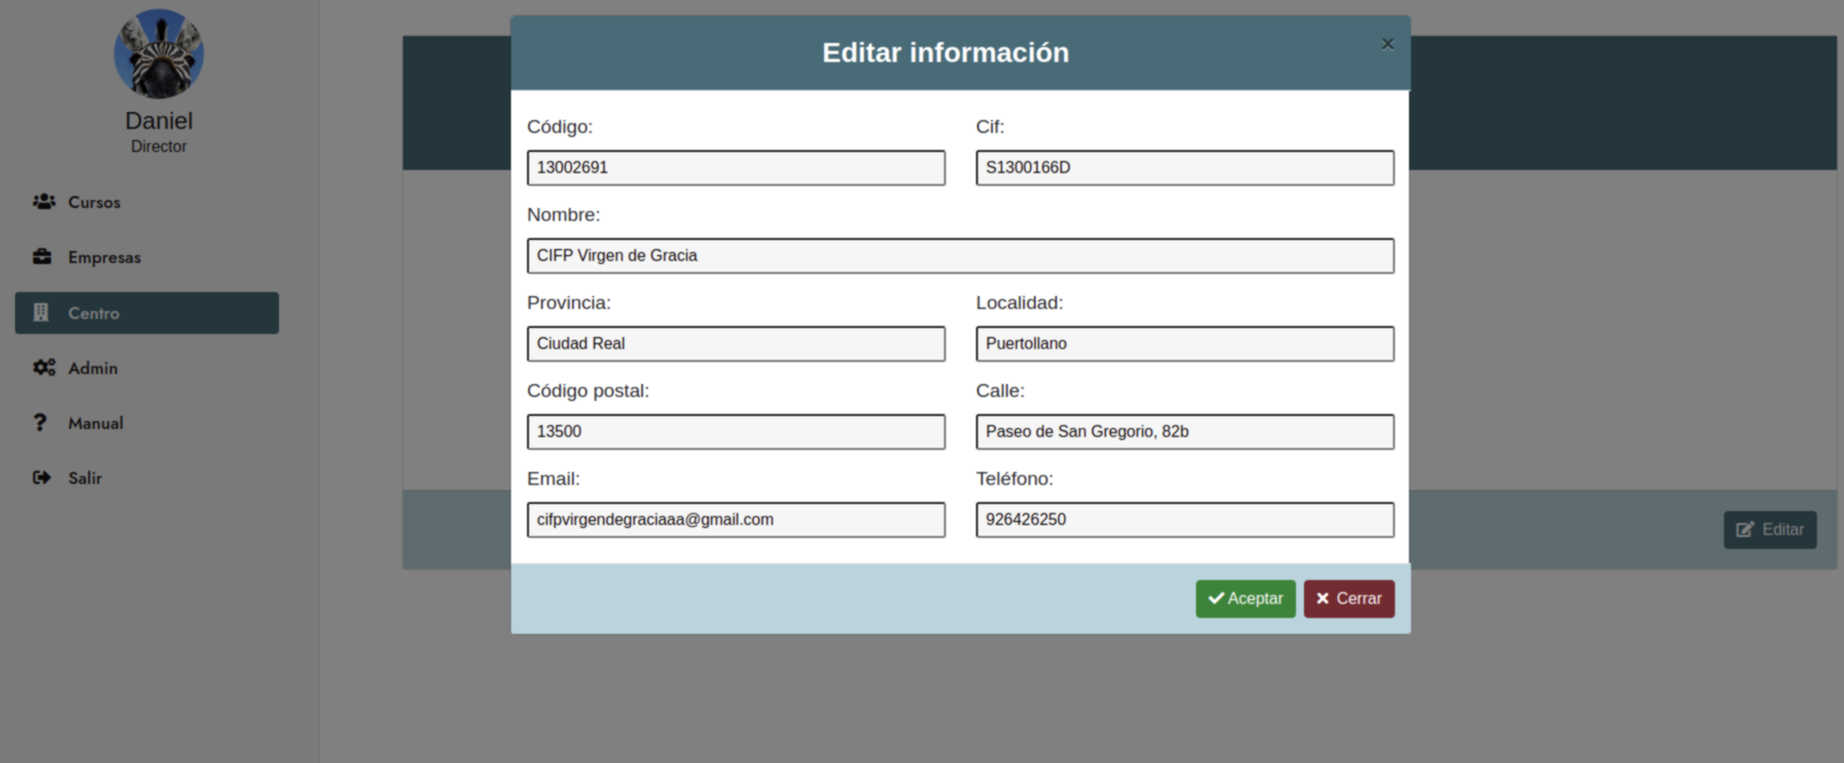 Daniel
Director
Cursos
Empresas
Centro
Admin
Manual
Salir
Editar información
×
Código: Cif:
13002691 S1300166D
Nombre:
CIFP Virgen de Gracia
Provincia: Localidad:
Ciudad Real Puertollano
Código postal: Calle:
13500 Paseo de San Gregorio, 82b
Email: Teléfono:
cifpvirgendegraciaaa@gmail.com 926426250
Aceptar Cerrar
Editar